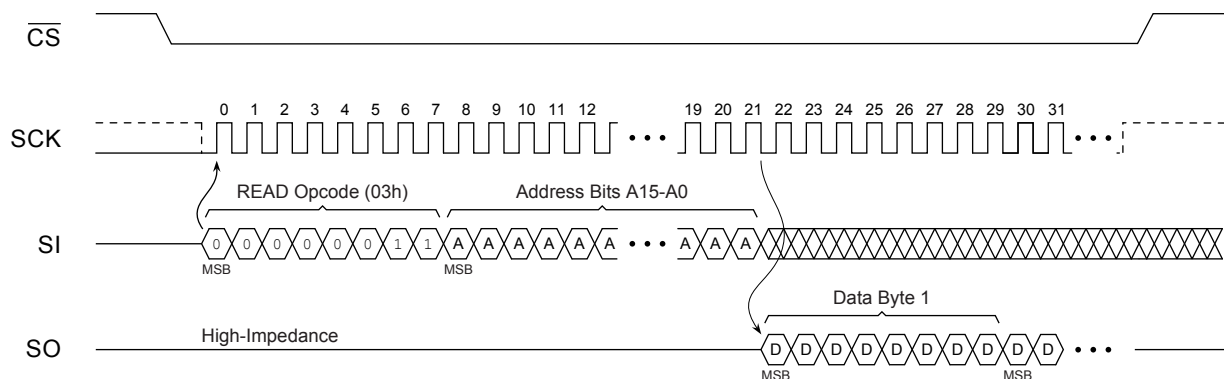 CS
0 1 2 3 4 5 6 7 8 9 10 11 12 19 20 21 22 23 24 25 26 27 28 29 30 31
SCK
READ Opcode (03h) Address Bits A15-A0
SI 0 0 0 0 0 0 1 1 A A A A A A A A A
MSB MSB
Data Byte 1
High-Impedance
SO D D D D D D D D D D
MSB MSB